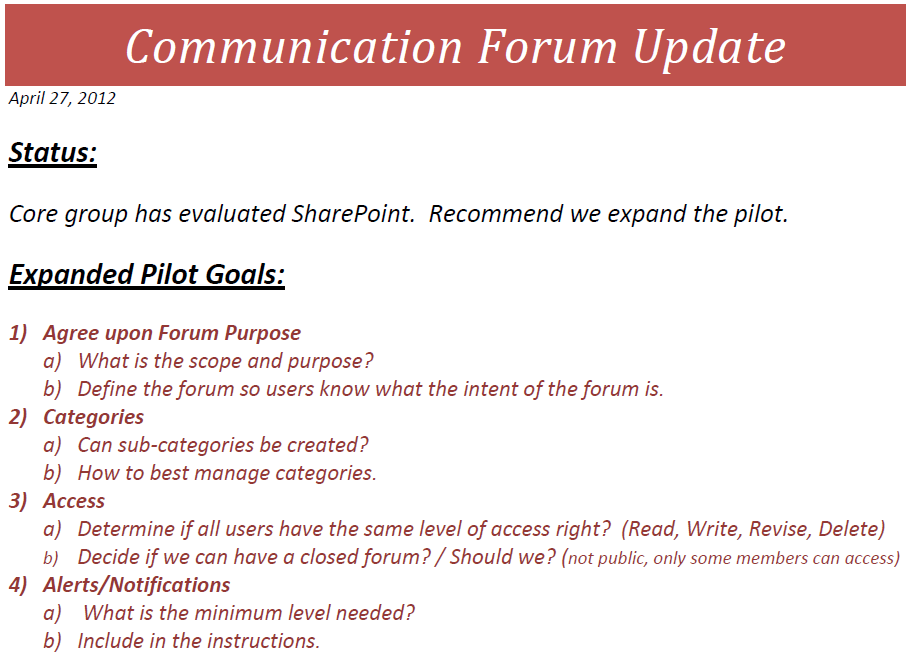 Communication Forum Update
April 27, 2012
Status:
Core group has evaluated SharePoint.  Recommend we expand the pilot.
Expanded Pilot Goals:
1) Agree upon Forum Purpose
a) What is the scope and purpose?
b) Define the forum so users know what the intent of the forum is.
2) Categories
a) Can sub-categories be created?
b) How to best manage categories.
3) Access
a) Determine if all users have the same level of access right?  (Read, Write, Revise, Delete)
b) Decide if we can have a closed forum? / Should we? (not public, only some members can access)
4) Alerts/Notifications
a) What is the minimum level needed?
b) Include in the instructions.